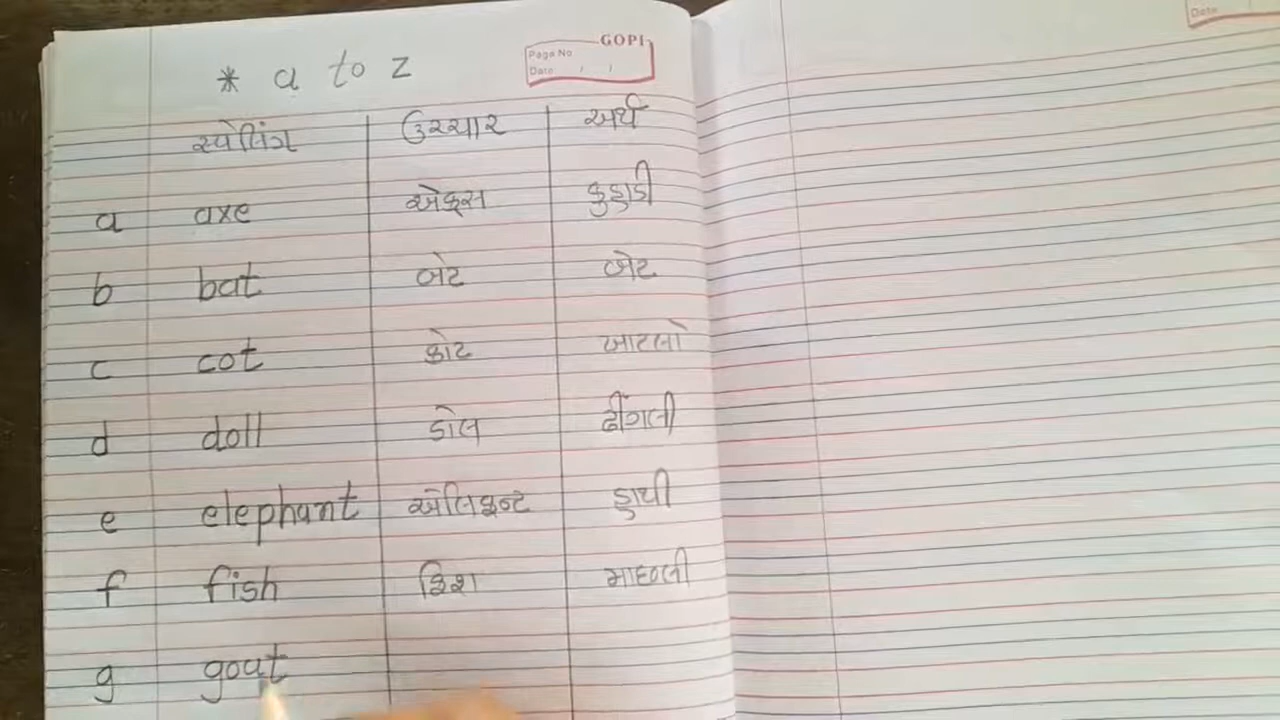 GOPI
Page No
Date / /
* a to z
સ્પેલિંગ ઉચ્ચાર અર્થ
a axe એક્સ કુહાડી
b bat બેટ બેટ
c cot કોટ ખાટલો
d doll ડોલ ઢીંગલી
e elephant એલિફન્ટ હાથી
f fish ફિશ માછલી
g goat
Date